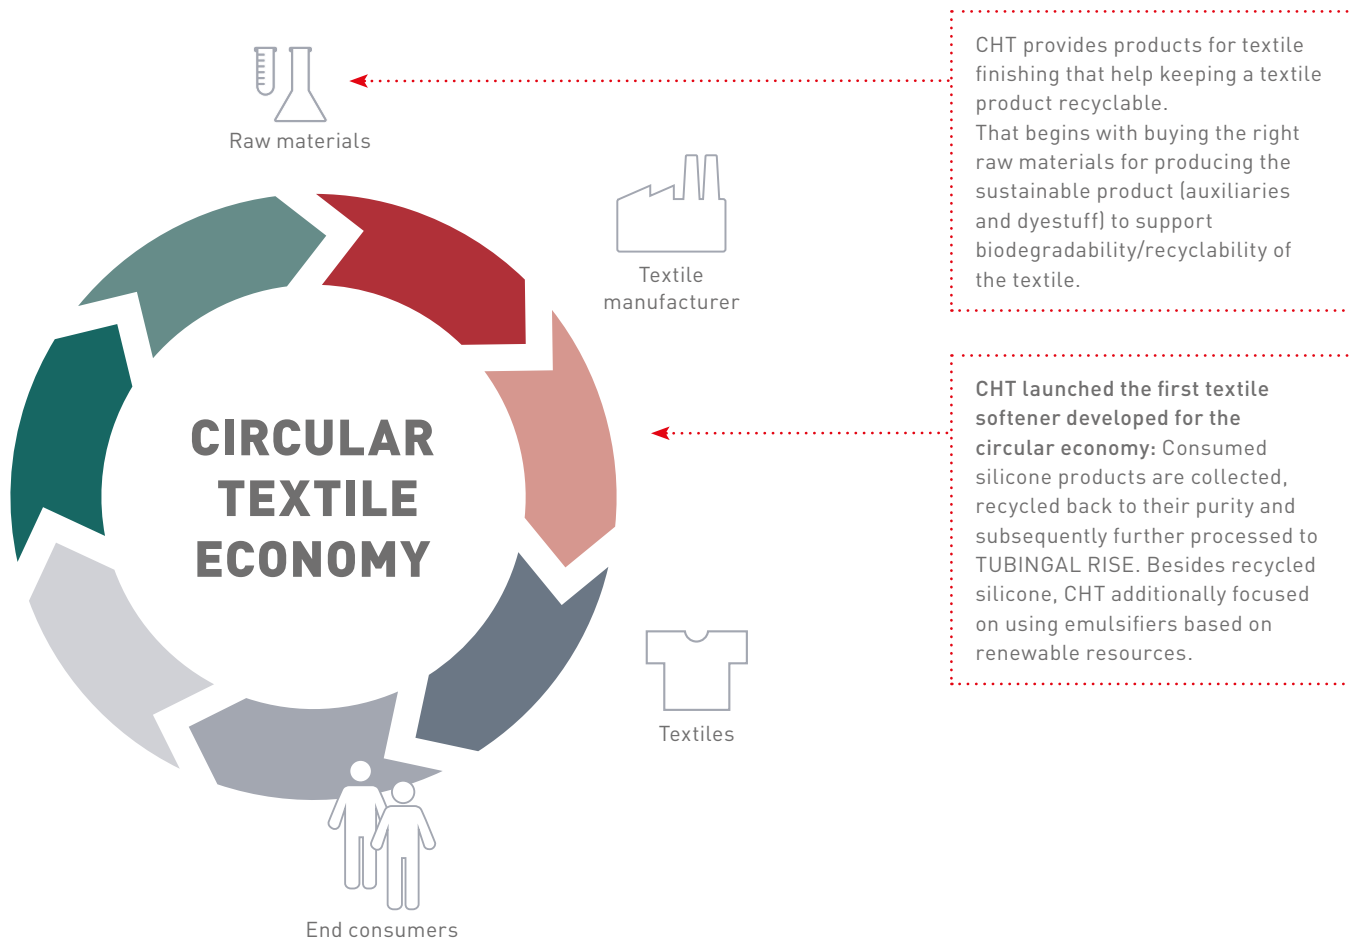 Raw materials
Textile
manufacturer
CIRCULAR
TEXTILE
ECONOMY
Textiles
End consumers
CHT provides products for textile
finishing that help keeping a textile
product recyclable.
That begins with buying the right
raw materials for producing the
sustainable product (auxiliaries
and dyestuff) to support
biodegradability/recyclability of
the textile.
CHT launched the first textile
softener developed for the
circular economy: Consumed
silicone products are collected,
recycled back to their purity and
subsequently further processed to
TUBINGAL RISE. Besides recycled
silicone, CHT additionally focused
on using emulsifiers based on
renewable resources.